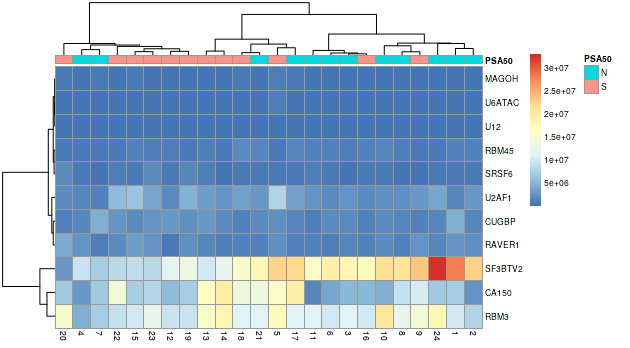 PSA50
MAGOH
U6ATAC
U12
RBM45
SRSF6
U2AF1
CUGBP
RAVER1
SF3BTV2
CA150
RBM3
20 4 7 22 15 23 12 19 13 14 18 21 5 17 11 6 3 16 10 8 9 24 1 2
3e+07
2.5e+07
2e+07
1.5e+07
1e+07
5e+06
PSA50
N
S